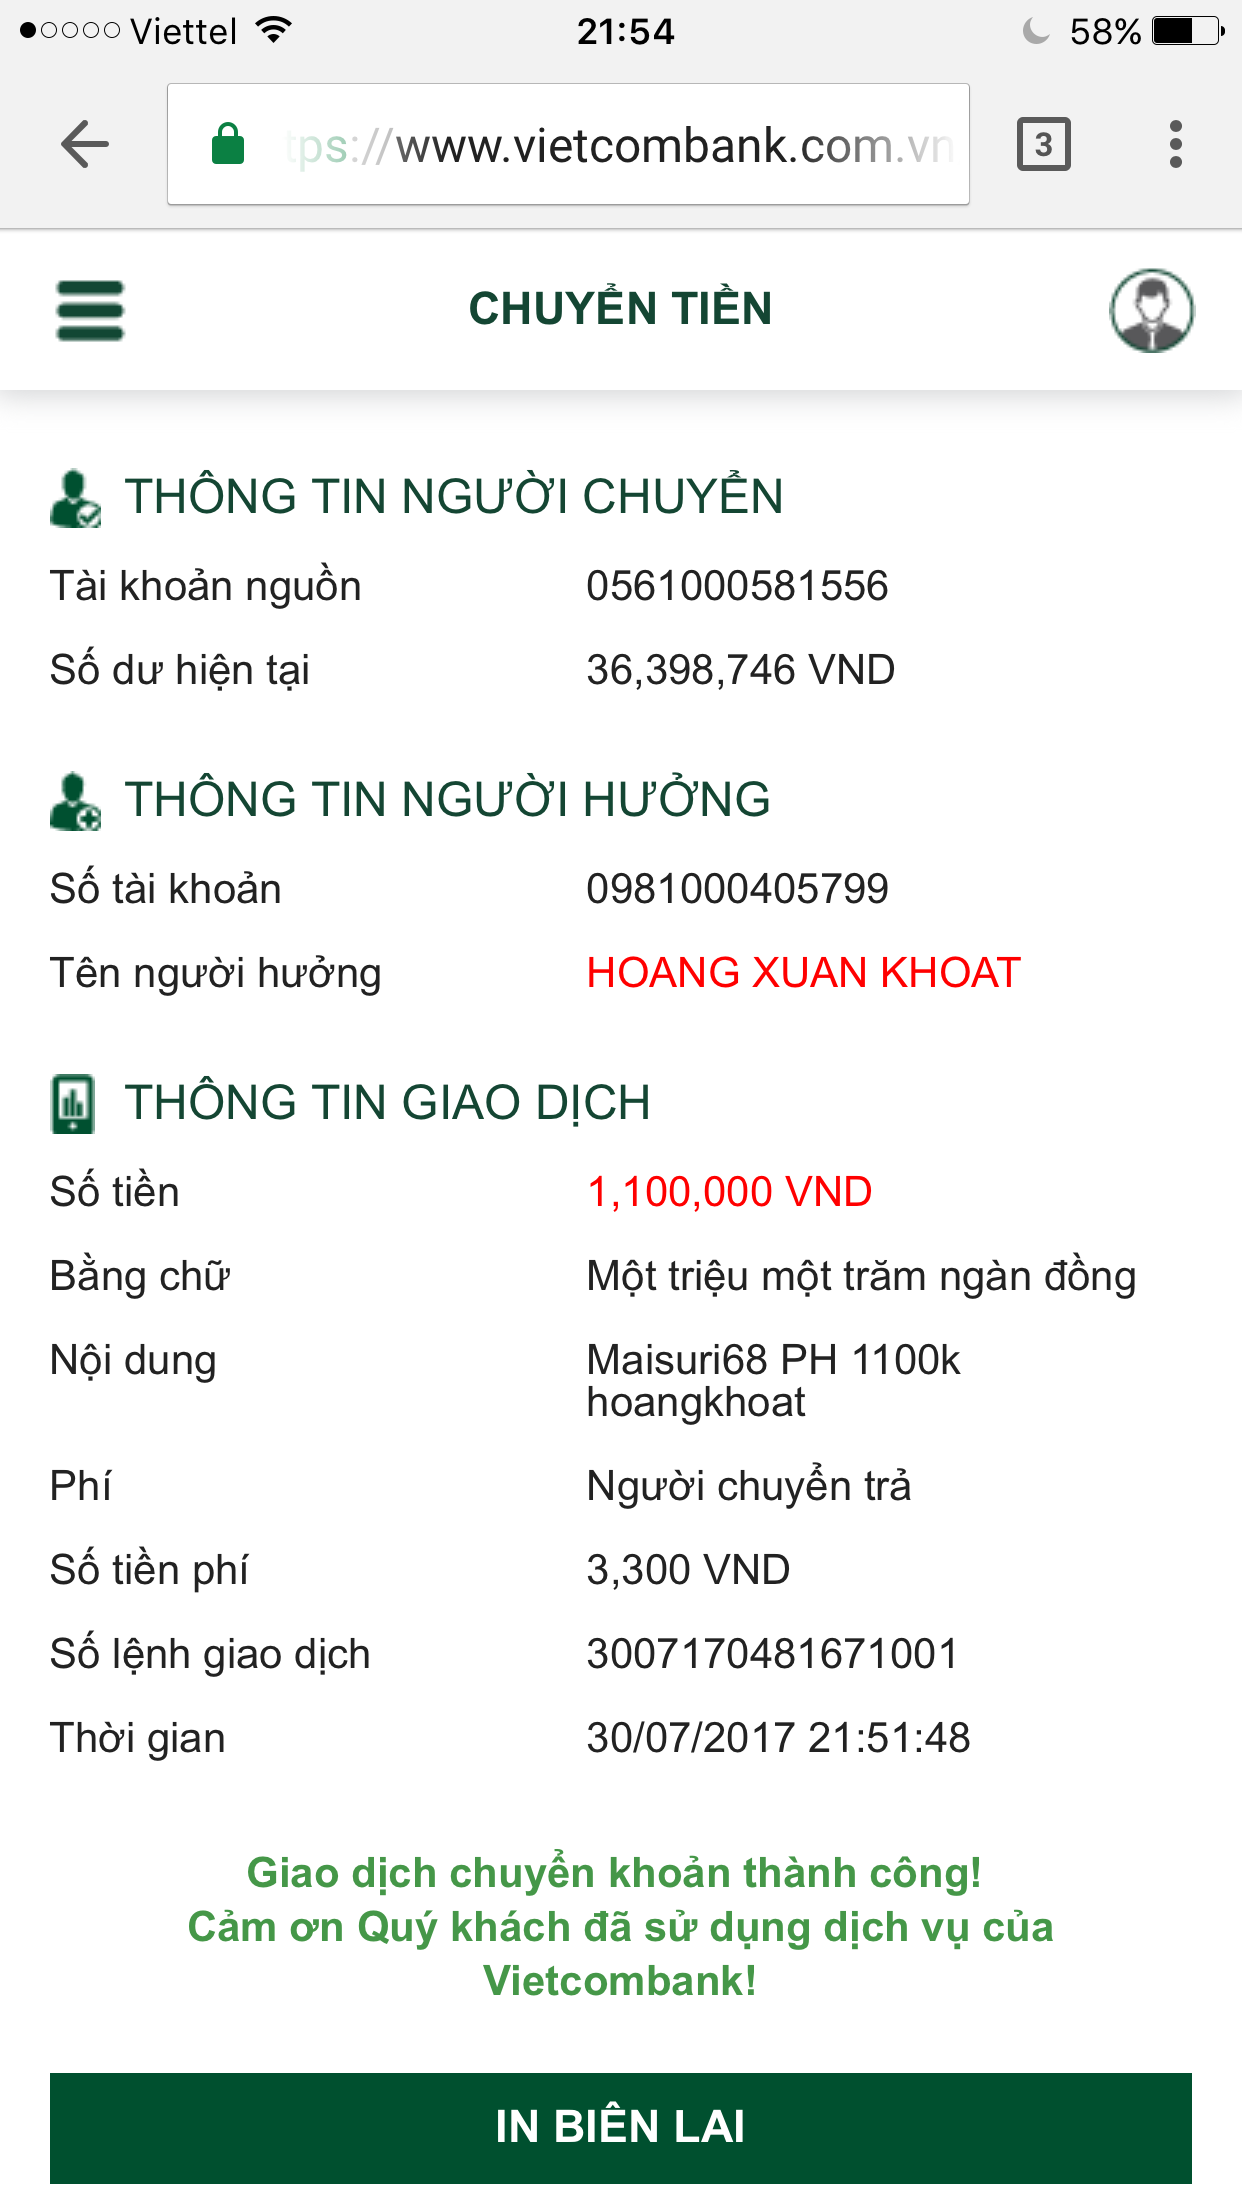 Viettel 21:54 58%
tps://www.vietcombank.com.vn 3
CHUYỂN TIỀN
THÔNG TIN NGƯỜI CHUYỂN
Tài khoản nguồn 0561000581556
Số dư hiện tại 36,398,746 VND
THÔNG TIN NGƯỜI HƯỞNG
Số tài khoản 0981000405799
Tên người hưởng HOANG XUAN KHOAT
THÔNG TIN GIAO DỊCH
Số tiền 1,100,000 VND
Bằng chữ Một triệu một trăm ngàn đồng
Nội dung Maisuri68 PH 1100k
hoangkhoat
Phí Người chuyển trả
Số tiền phí 3,300 VND
Số lệnh giao dịch 3007170481671001
Thời gian 30/07/2017 21:51:48
Giao dịch chuyển khoản thành công!
Cảm ơn Quý khách đã sử dụng dịch vụ của
Vietcombank!
IN BIÊN LAI